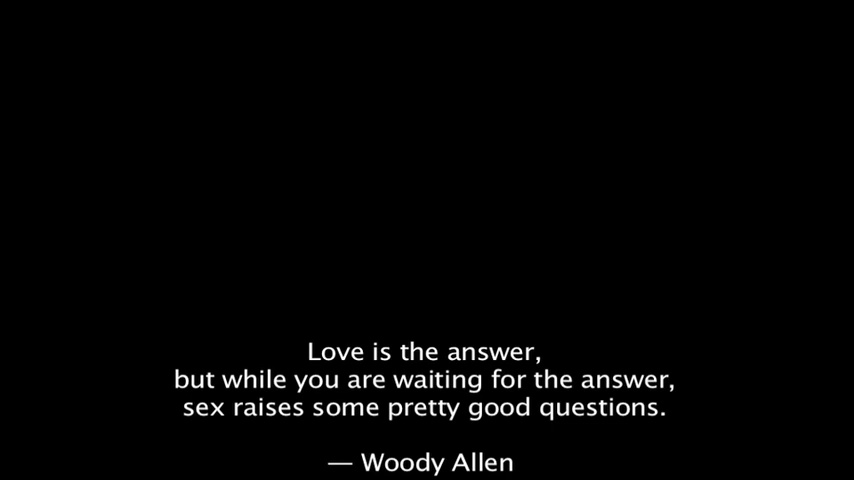 Love is the answer,
but while you are waiting for the answer,
sex raises some pretty good questions.
— Woody Allen